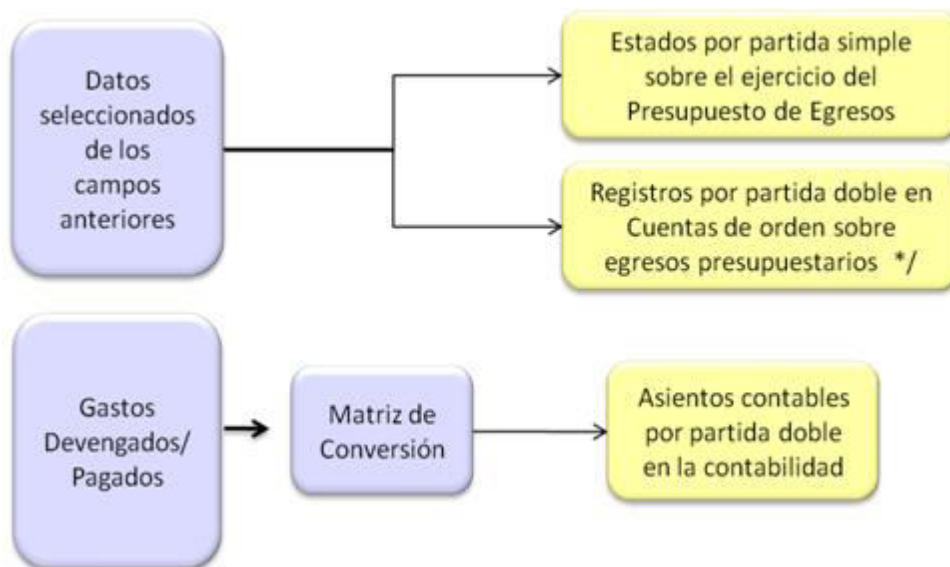 Datos
seleccionados
de los
campos
anteriores
Estados por partida simple
sobre el ejercicio del
Presupuesto de Egresos
Registros por partida doble en
Cuentas de orden sobre
egresos presupuestarios */
Gastos
Devengados/
Pagados
Matriz de
Conversión
Asientos contables
por partida doble
en la contabilidad